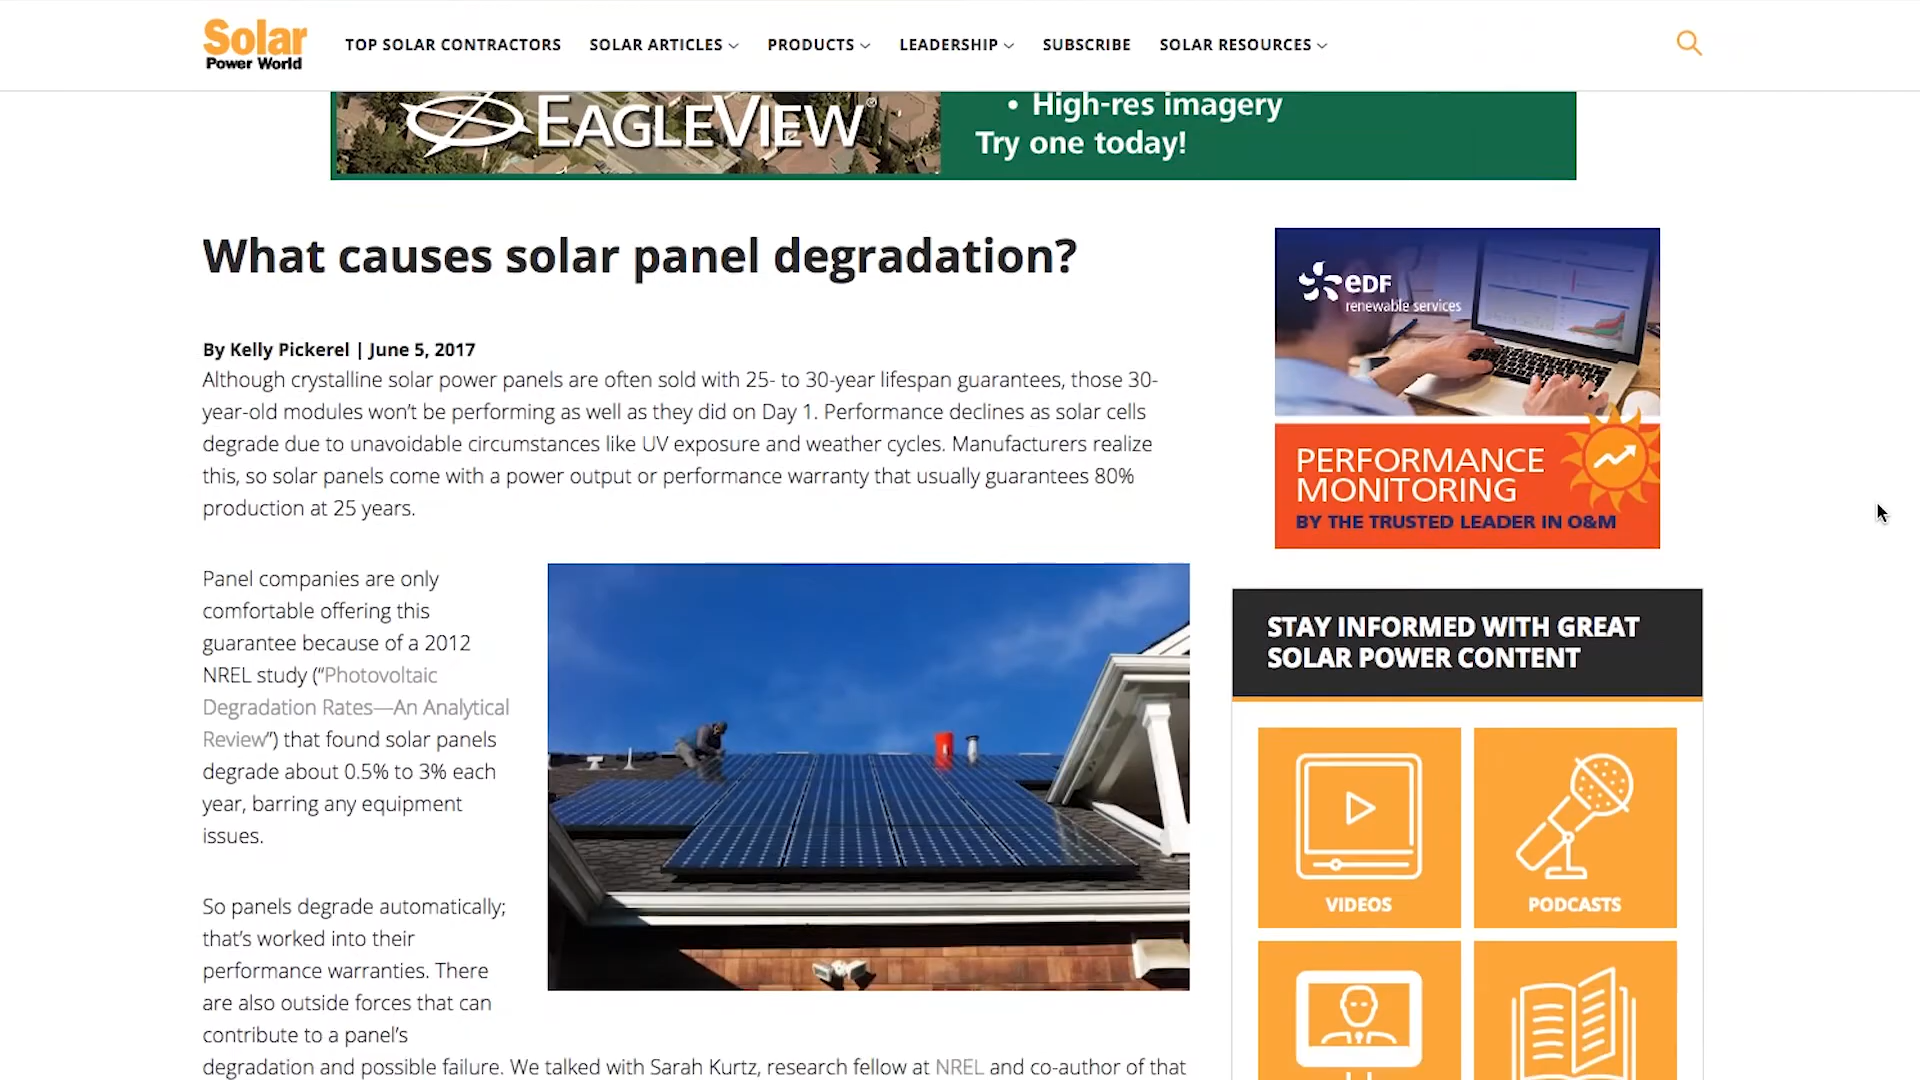 Solar
Power World
TOP SOLAR CONTRACTORS
SOLAR ARTICLES
PRODUCTS
LEADERSHIP
SUBSCRIBE
SOLAR RESOURCES
EAGLEVIEW®
• High-res imagery
Try one today!
What causes solar panel degradation?
By Kelly Pickerel | June 5, 2017
Although crystalline solar power panels are often sold with 25- to 30-year lifespan guarantees, those 30-
year-old modules won’t be performing as well as they did on Day 1. Performance declines as solar cells
degrade due to unavoidable circumstances like UV exposure and weather cycles. Manufacturers realize
this, so solar panels come with a power output or performance warranty that usually guarantees 80%
production at 25 years.
Panel companies are only
comfortable offering this
guarantee because of a 2012
NREL study (“Photovoltaic
Degradation Rates—An Analytical
Review”) that found solar panels
degrade about 0.5% to 3% each
year, barring any equipment
issues.
So panels degrade automatically;
that’s worked into their
performance warranties. There
are also outside forces that can
contribute to a panel’s
degradation and possible failure. We talked with Sarah Kurtz, research fellow at NREL and co-author of that
eDF
renewable services
PERFORMANCE
MONITORING
BY THE TRUSTED LEADER IN O&M
STAY INFORMED WITH GREAT
SOLAR POWER CONTENT
VIDEOS
PODCASTS